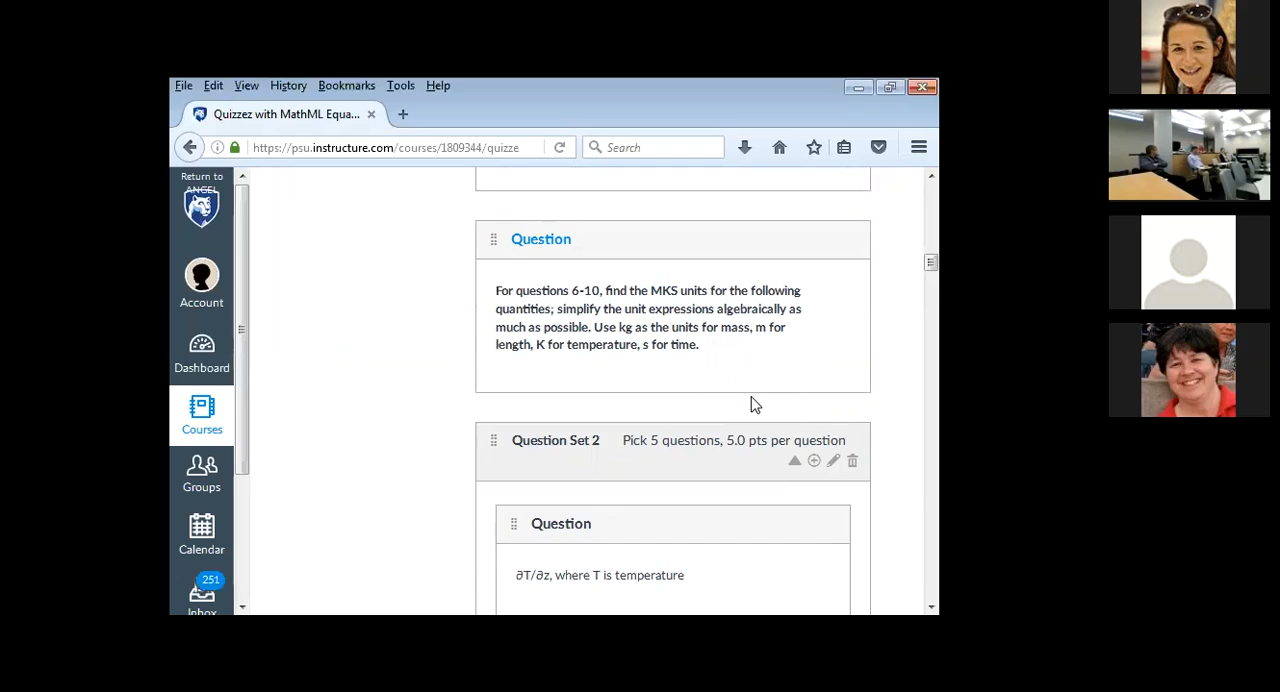 File Edit View History Bookmarks Tools Help
Quizzez with MathML Equa...
https://psu.instructure.com/courses/1809344/quizze
Search
Return to
ANGEL
Account
Dashboard
Courses
Groups
Calendar
251
Inbox
Question
For questions 6-10, find the MKS units for the following
quantities; simplify the unit expressions algebraically as
much as possible. Use kg as the units for mass, m for
length, K for temperature, s for time.
Question Set 2 Pick 5 questions, 5.0 pts per question
Question
∂T/∂z, where T is temperature